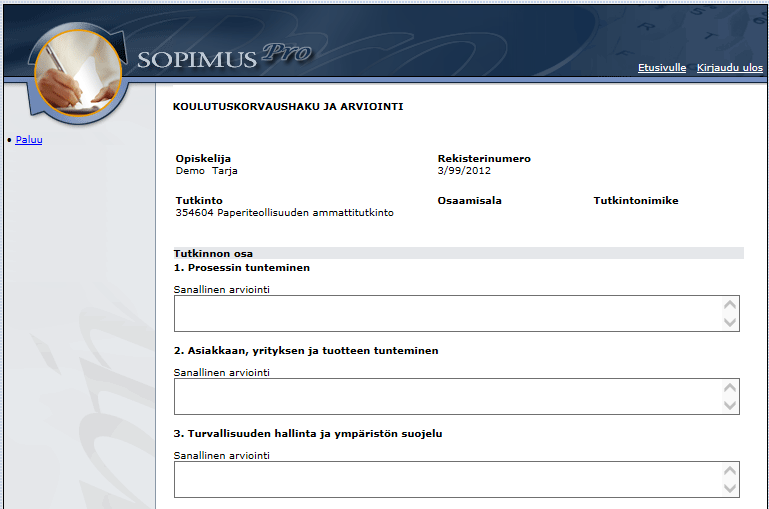 SOPIMUS Pro
Etusivulle Kirjaudu ulos
• Paluu
KOULUTUSKORVAUSHAKU JA ARVIOINTI
Opiskelija Rekisterinumero
Demo Tarja 3/99/2012
Tutkinto Osaamisala Tutkintonimike
354604 Paperiteollisuuden ammattitutkinto
Tutkinnon osa
1. Prosessin tunteminen
Sanallinen arviointi
2. Asiakkaan, yrityksen ja tuotteen tunteminen
Sanallinen arviointi
3. Turvallisuuden hallinta ja ympäristön suojelu
Sanallinen arviointi